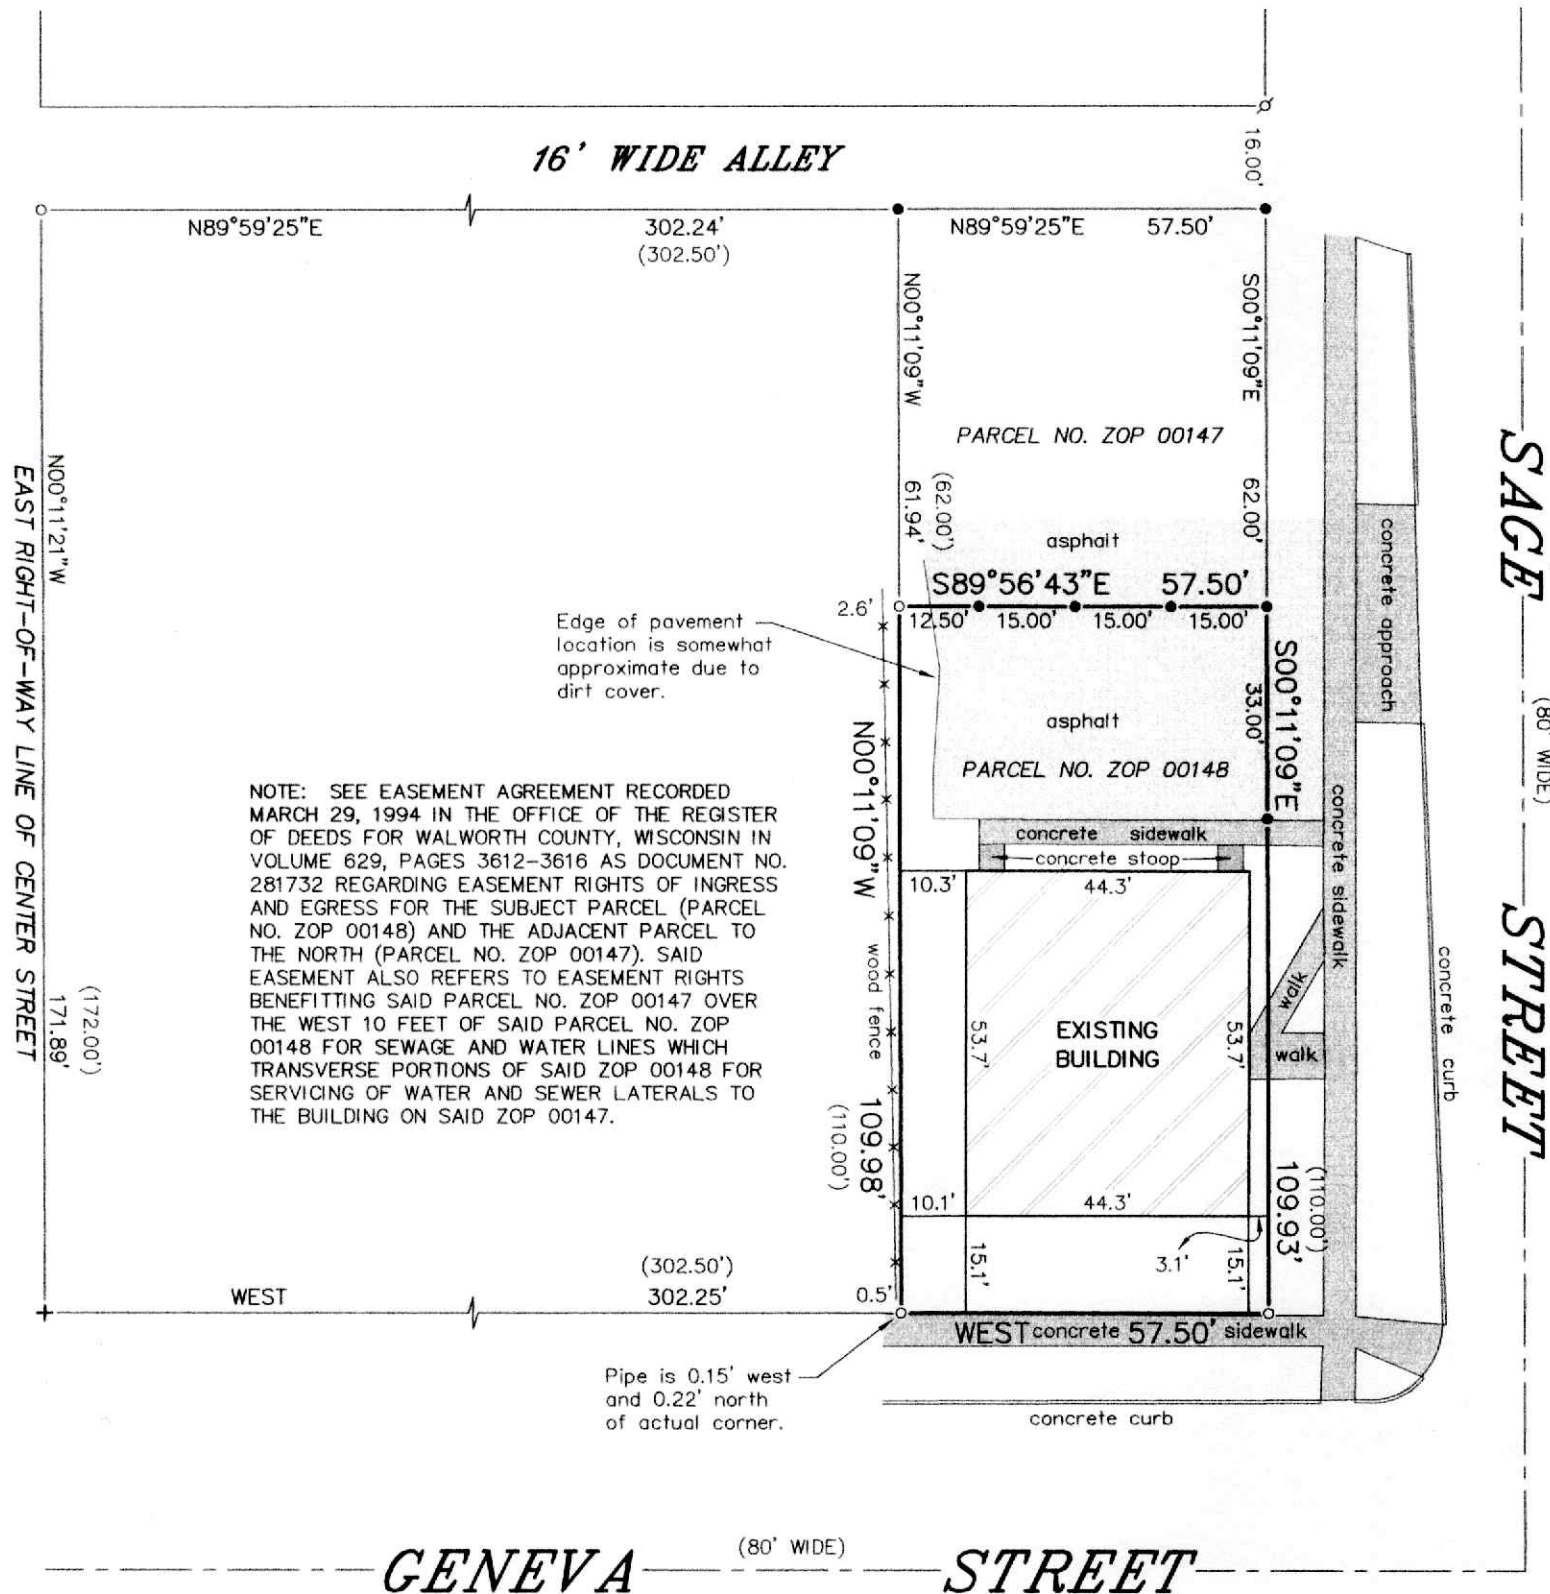 16' WIDE ALLEY
16.00'
N89°59'25"E
302.24'
(302.50')
N89°59'25"E
57.50'
N00°11'09"W
S00°11'09"E
PARCEL NO. ZOP 00147
61.94'
(62.00')
62.00'
asphalt
S89°56'43"E
57.50'
2.6'
12.50'
15.00'
15.00'
15.00'
Edge of pavement
location is somewhat
approximate due to
dirt cover.
33.00'
S00°11'09"E
asphalt
PARCEL NO. ZOP 00148
N00°11'09"W
N00°11'21"W
EAST RIGHT-OF-WAY LINE OF CENTER STREET
(172.00')
171.89'
NOTE: SEE EASEMENT AGREEMENT RECORDED
MARCH 29, 1994 IN THE OFFICE OF THE REGISTER
OF DEEDS FOR WALWORTH COUNTY, WISCONSIN IN
VOLUME 629, PAGES 3612-3616 AS DOCUMENT NO.
281732 REGARDING EASEMENT RIGHTS OF INGRESS
AND EGRESS FOR THE SUBJECT PARCEL (PARCEL
NO. ZOP 00148) AND THE ADJACENT PARCEL TO
THE NORTH (PARCEL NO. ZOP 00147). SAID
EASEMENT ALSO REFERS TO EASEMENT RIGHTS
BENEFITTING SAID PARCEL NO. ZOP 00147 OVER
THE WEST 10 FEET OF SAID PARCEL NO. ZOP
00148 FOR SEWAGE AND WATER LINES WHICH
TRANSVERSE PORTIONS OF SAID ZOP 00148 FOR
SERVICING OF WATER AND SEWER LATERALS TO
THE BUILDING ON SAID ZOP 00147.
concrete sidewalk
concrete stoop
10.3'
44.3'
wood fence
53.7'
EXISTING
BUILDING
53.7'
walk
walk
109.98'
(110.00')
10.1'
44.3'
(110.00')
109.93'
15.1'
3.1'
15.1'
(302.50')
WEST
302.25'
0.5'
WEST
concrete
57.50'
sidewalk
Pipe is 0.15' west
and 0.22' north
of actual corner.
concrete curb
concrete approach
concrete sidewalk
concrete curb
SAGE STREET
(80' WIDE)
GENEVA STREET
(80' WIDE)